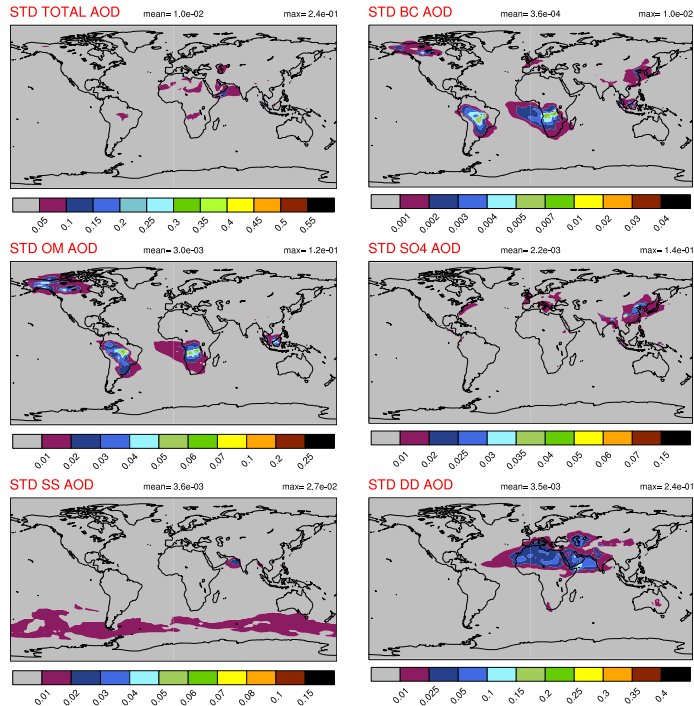 STD TOTAL AOD mean= 1.0e-02 max= 2.4e-01
0.05 0.1 0.15 0.2 0.25 0.3 0.35 0.4 0.45 0.5 0.55
STD BC AOD mean= 3.6e-04 max= 1.0e-02
0.001 0.002 0.003 0.004 0.005 0.006 0.007 0.01 0.02 0.03 0.04
STD OM AOD mean= 3.0e-03 max= 1.2e-01
0.01 0.02 0.03 0.04 0.05 0.06 0.07 0.1 0.2 0.25
STD SO4 AOD mean= 2.2e-03 max= 1.4e-01
0.01 0.02 0.025 0.03 0.035 0.04 0.05 0.06 0.07 0.15
STD SS AOD mean= 3.6e-03 max= 2.7e-02
0.01 0.02 0.03 0.04 0.05 0.06 0.07 0.08 0.1 0.15
STD DD AOD mean= 3.5e-03 max= 2.4e-01
0.01 0.025 0.05 0.1 0.15 0.2 0.25 0.3 0.35 0.4